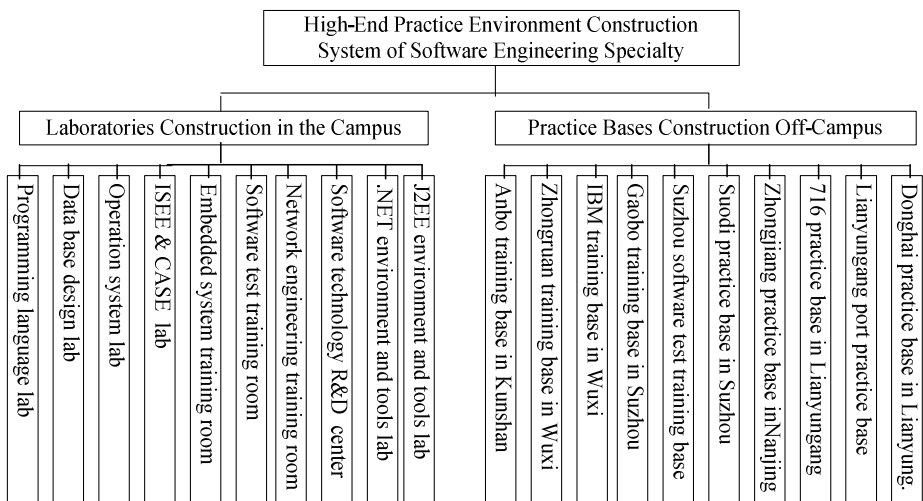 High-End Practice Environment Construction
System of Software Engineering Specialty
Laboratories Construction in the Campus
Practice Bases Construction Off-Campus
Programming language lab
Data base design lab
Operation system lab
ISEE & CASE lab
Embedded system training room
Software test training room
Network engineering training room
Software technology R&D center
.NET environment and tools lab
J2EE environment and tools lab
Anbo training base in Kunshan
Zhongruan training base in Wuxi
IBM training base in Wuxi
Gaobo training base in Suzhou
Suzhou software test training base
Suodi practice base in Suzhou
Zhongjiang practice base inNanjing
716 practice base in Lianyungang
Lianyungang port practice base
Donghai practice base in Lianyung.